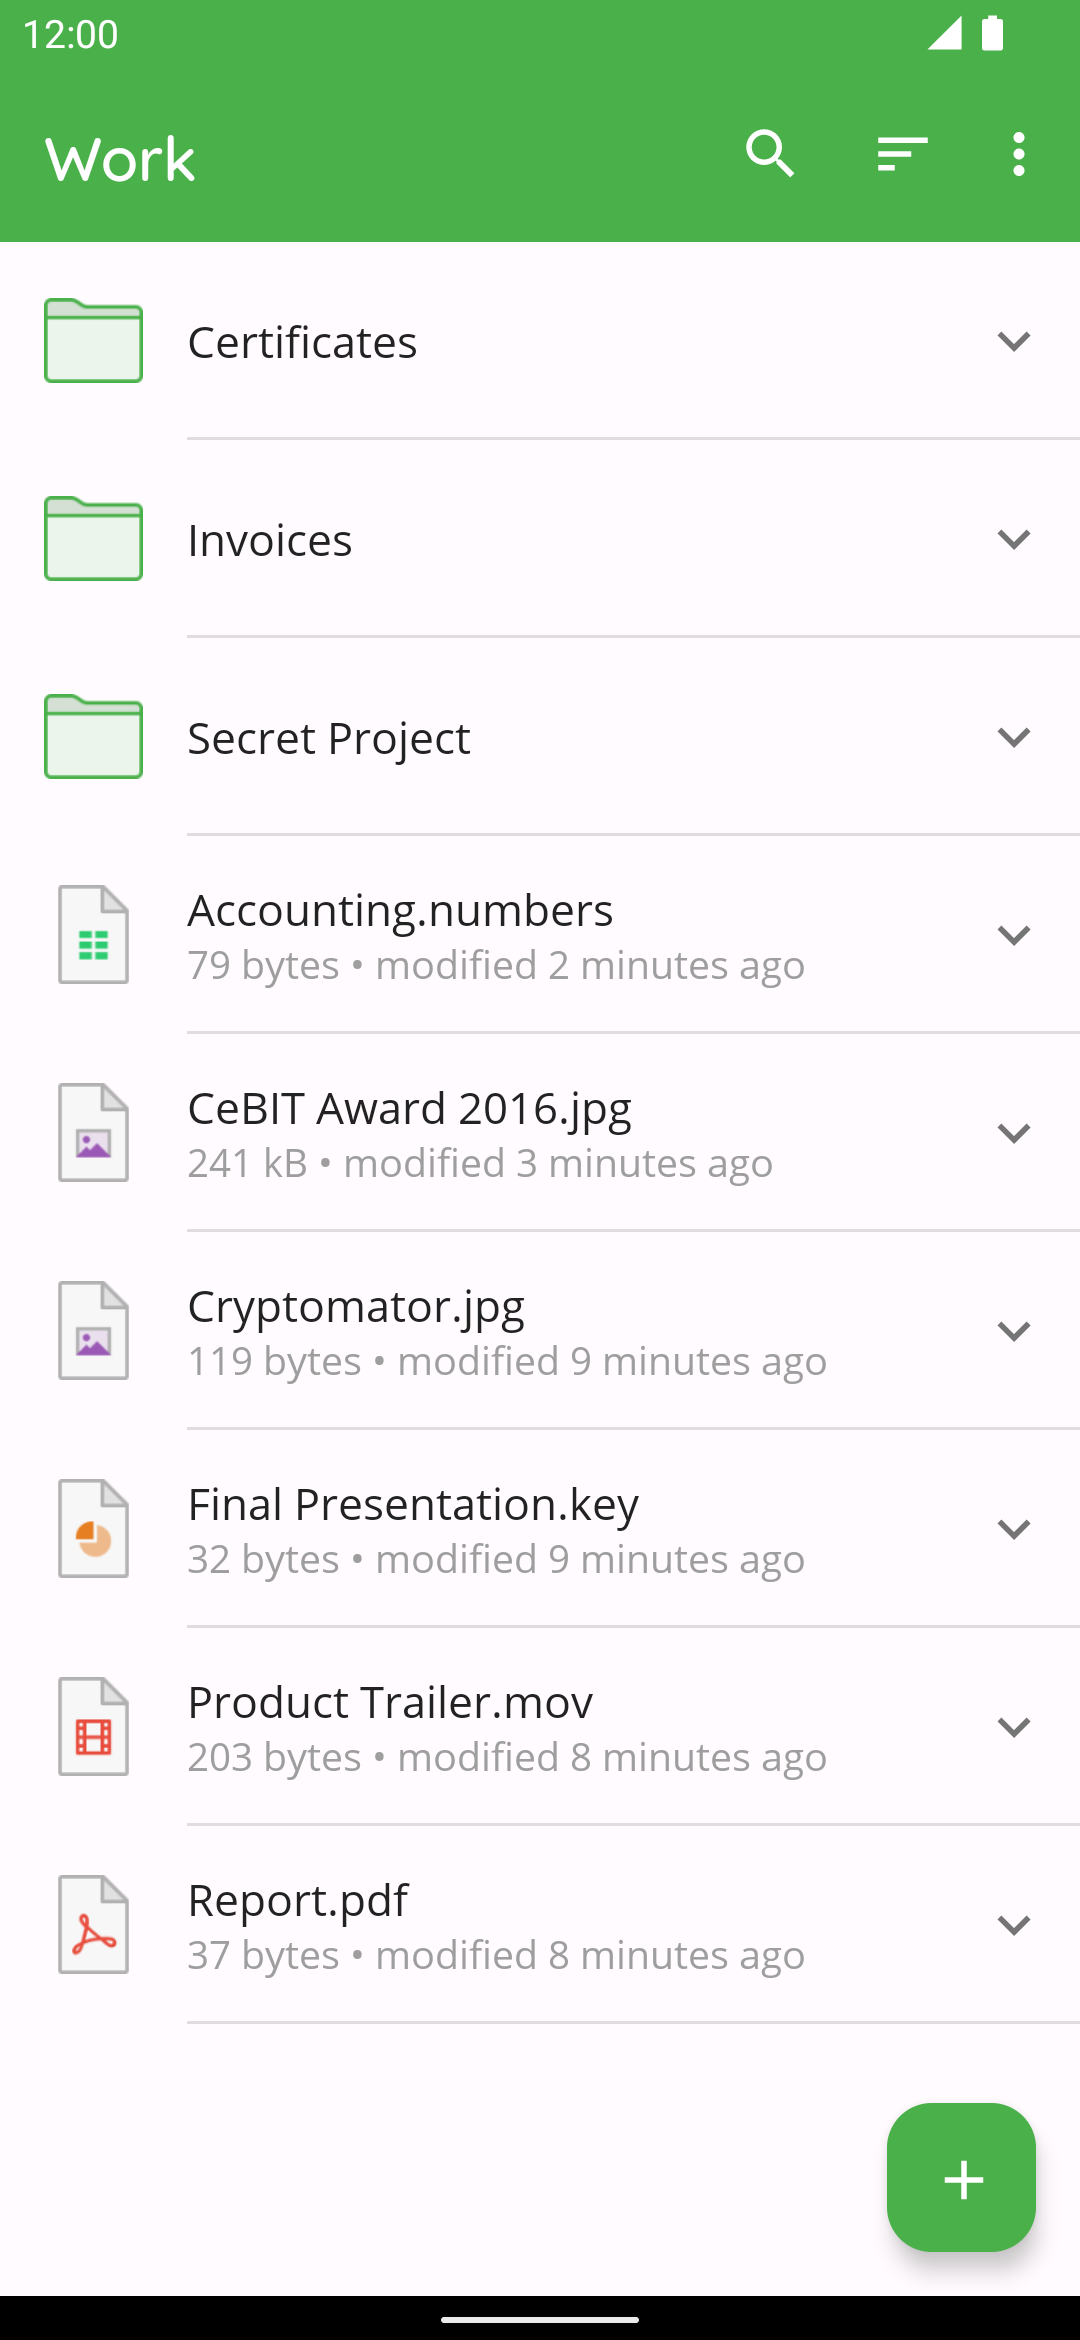 12:00
Work
Certificates
Invoices
Secret Project
Accounting.numbers
79 bytes • modified 2 minutes ago
CeBIT Award 2016.jpg
241 kB • modified 3 minutes ago
Cryptomator.jpg
119 bytes • modified 9 minutes ago
Final Presentation.key
32 bytes • modified 9 minutes ago
Product Trailer.mov
203 bytes • modified 8 minutes ago
Report.pdf
37 bytes • modified 8 minutes ago